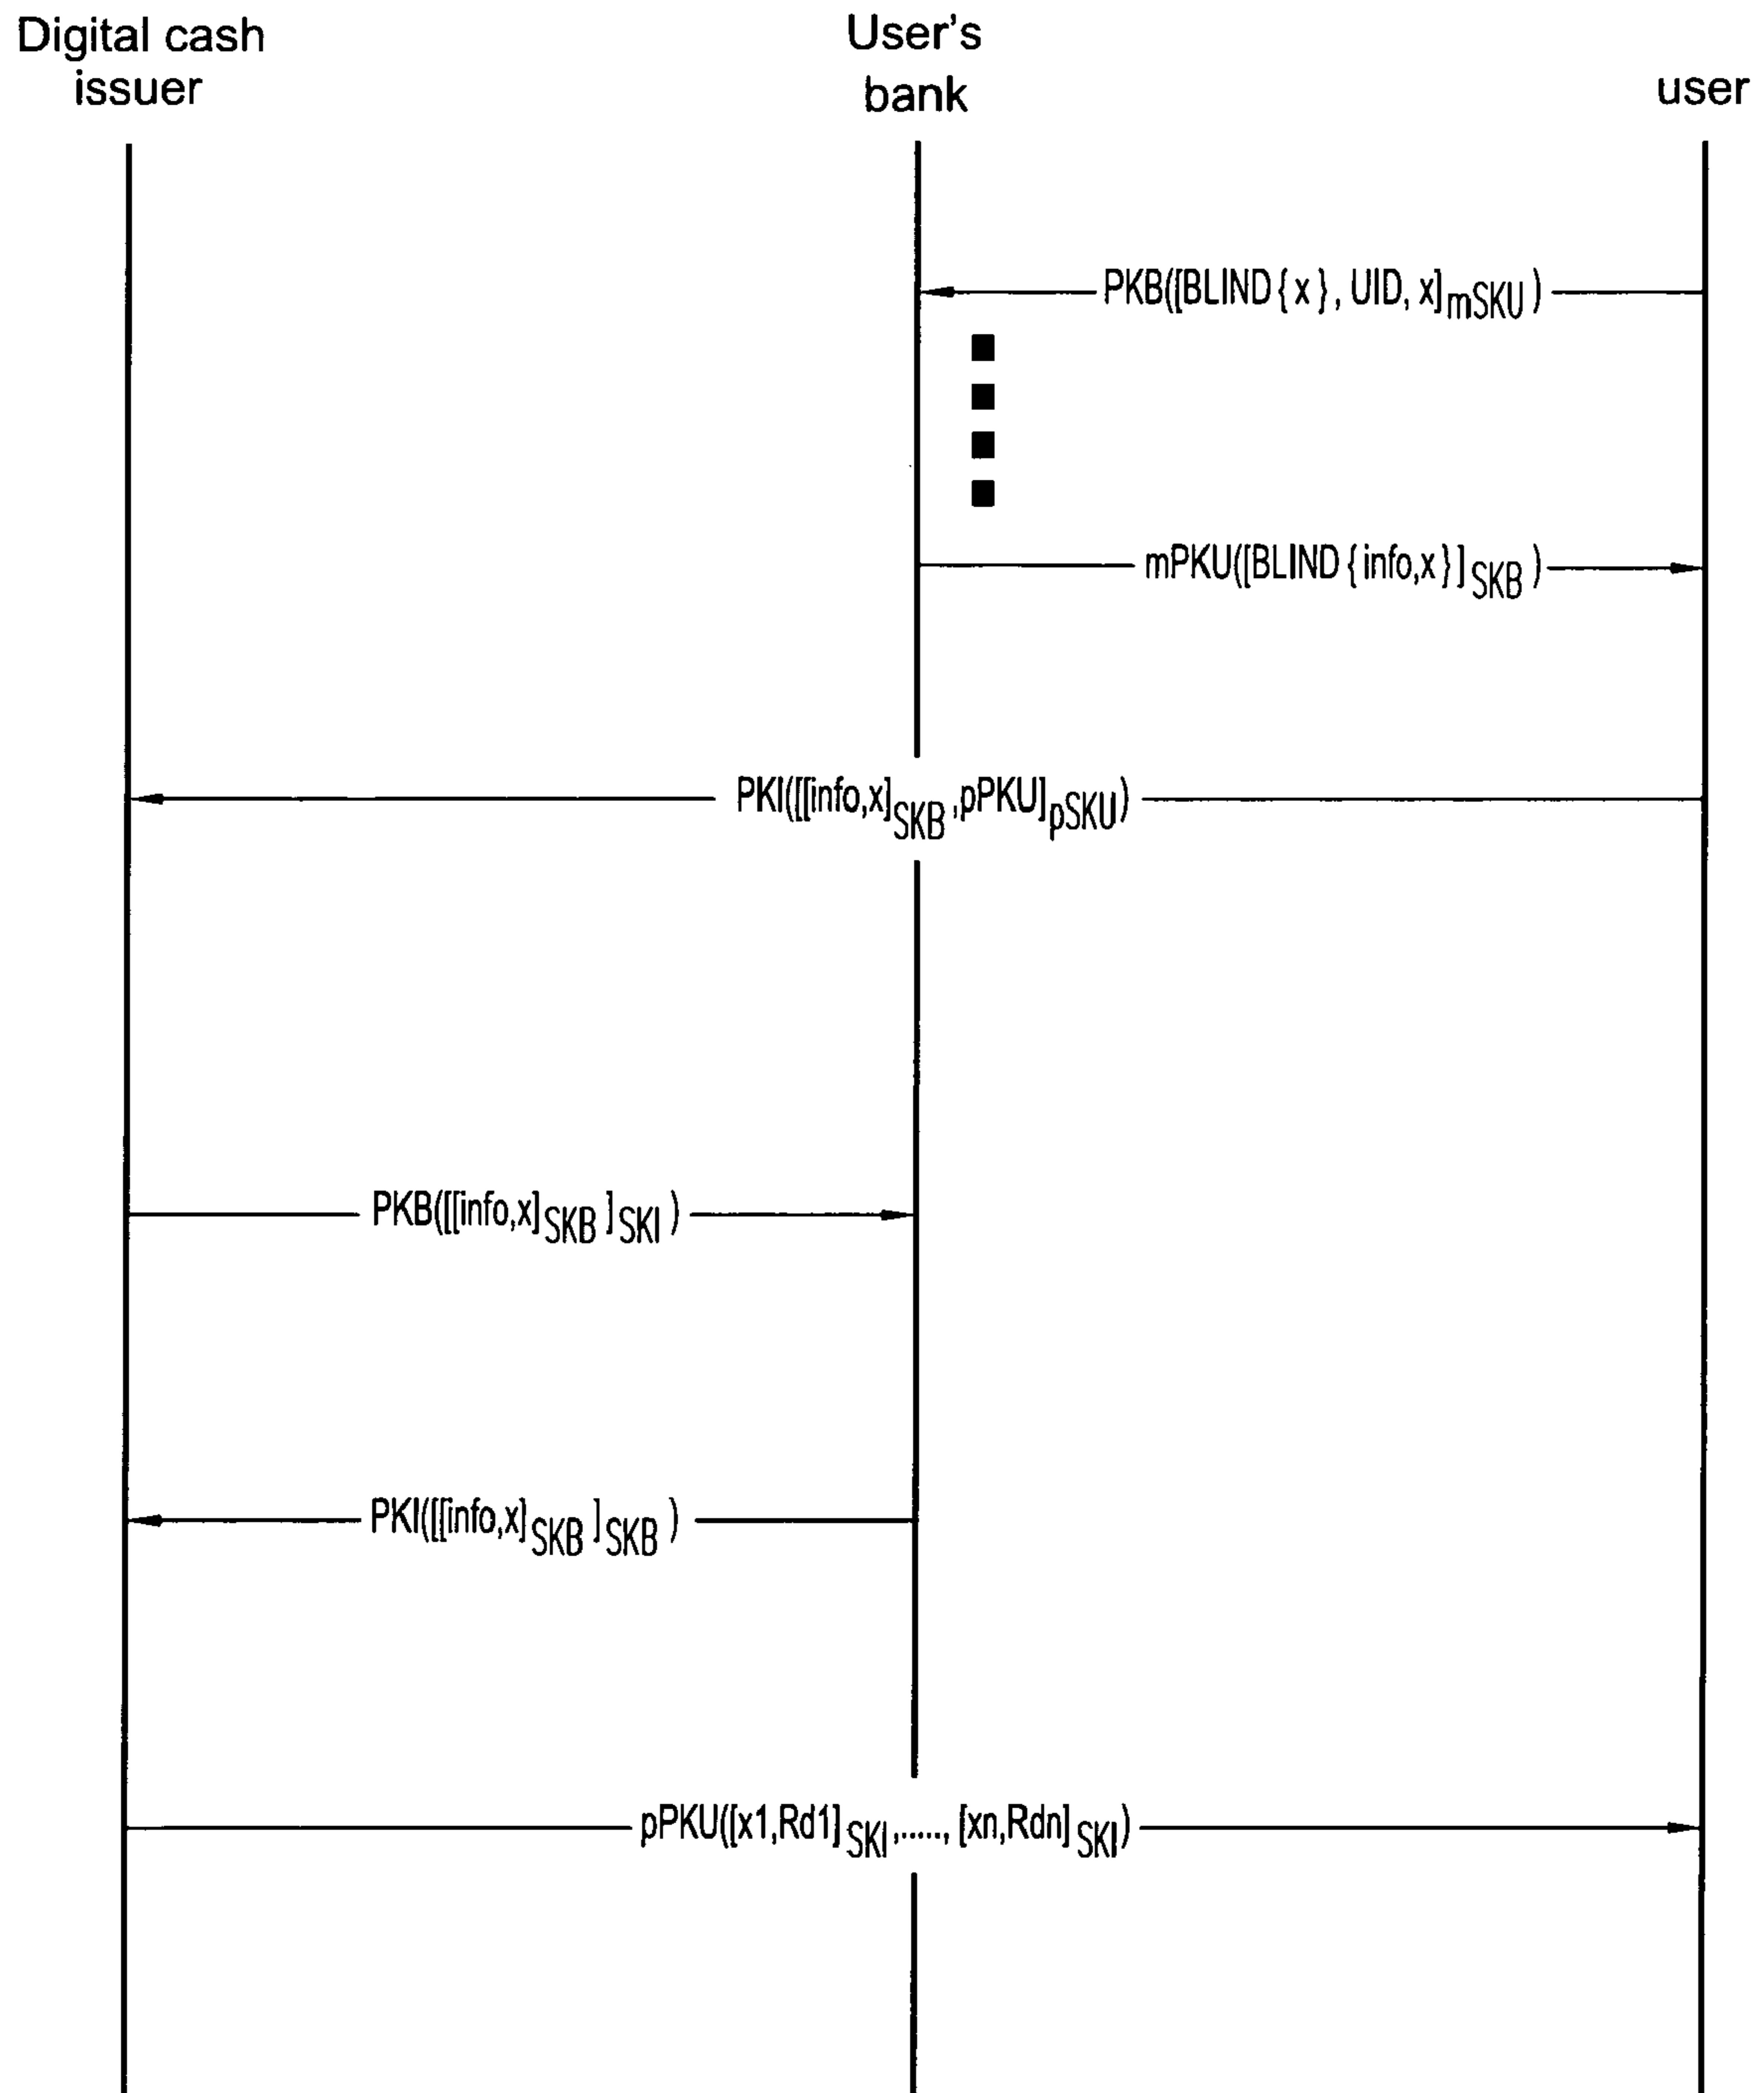 Digital cash
issuer
User's
bank
user
PKB([BLIND{x}, UID, x]mSKU)
mPKU([BLIND{info,x}]SKB)
PKI([[info,x]SKB,pPKU]pSKU)
PKB([[info,x]SKB]SKI)
PKI([[info,x]SKB]SKB)
pPKU([x1,Rd1]SKI,....., [xn,Rdn]SKI)